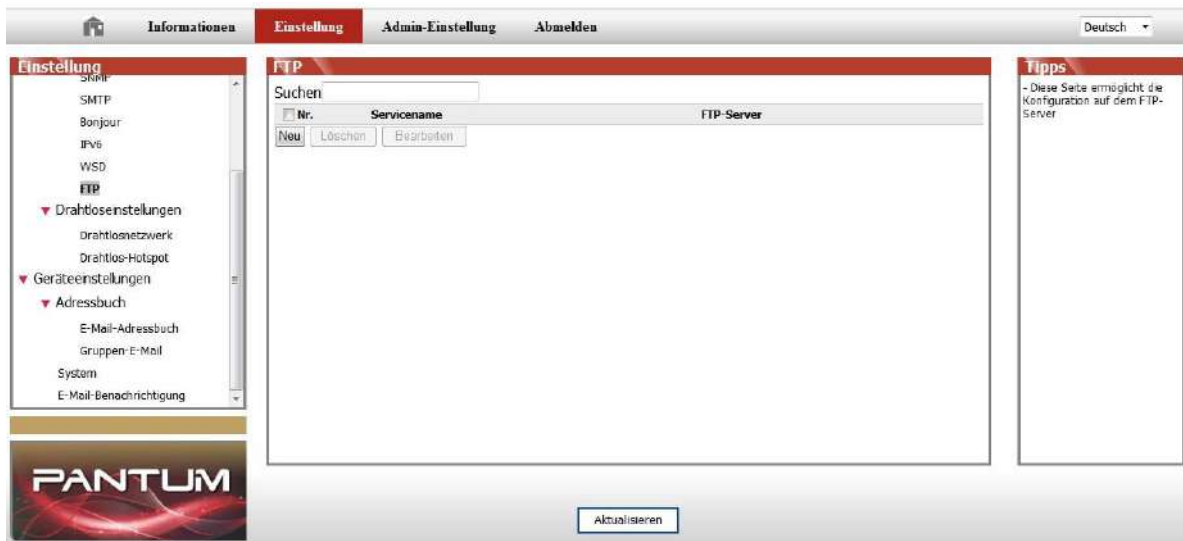 Informationen
Einstellung
Admin-Einstellung
Abmelden
Deutsch
Einstellung
SNMP
SMTP
Bonjour
IPv6
WSD
FTP
Drahtloseinstellungen
Drahtlosnetzwerk
Drahtlos-Hotspot
Geräteeinstellungen
Adressbuch
E-Mail-Adressbuch
Gruppen-E-Mail
System
E-Mail-Benachrichtigung
PANTUM
FTP
Suchen
Nr. Servicename FTP-Server
Neu Löschen Bearbeiten
Aktualisieren
Tipps
- Diese Seite ermöglicht die
Konfiguration auf dem FTP-
Server